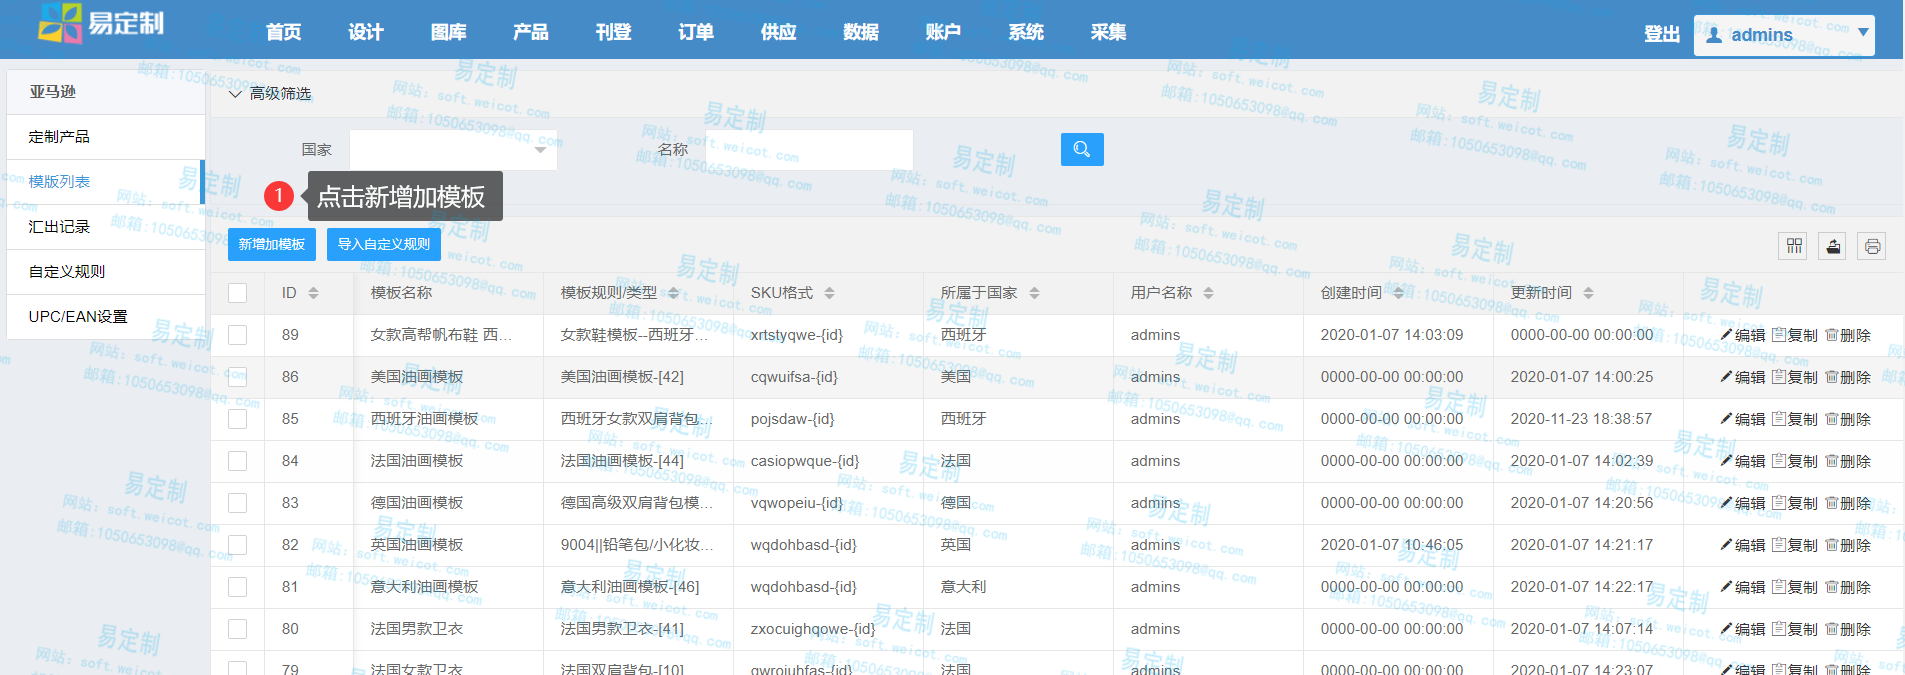 易定制
首页 设计 图库 产品 刊登 订单 供应 数据 账户 系统 采集
登出 admins
亚马逊
定制产品
模版列表
汇出记录
自定义规则
UPC/EAN设置
高级筛选
国家 名称
1 点击新增加模板
新增加模板 导入自定义规则
ID 模板名称 模板规则/类型 SKU格式 所属于国家 用户名称 创建时间 更新时间
89 女款高帮帆布鞋 西... 女款鞋模板--西班牙... xrtstyqwe-{id} 西班牙 admins 2020-01-07 14:03:09 0000-00-00 00:00:00 编辑 复制 删除
86 美国油画模板 美国油画模板-[42] cqwuifsa-{id} 美国 admins 0000-00-00 00:00:00 2020-01-07 14:00:25 编辑 复制 删除
85 西班牙油画模板 西班牙女款双肩背包... pojsdaw-{id} 西班牙 admins 0000-00-00 00:00:00 2020-11-23 18:38:57 编辑 复制 删除
84 法国油画模板 法国油画模板-[44] casiopwque-{id} 法国 admins 0000-00-00 00:00:00 2020-01-07 14:02:39 编辑 复制 删除
83 德国油画模板 德国高级双肩背包模... vqwopeiu-{id} 德国 admins 0000-00-00 00:00:00 2020-01-07 14:20:56 编辑 复制 删除
82 英国油画模板 9004||铅笔包/小化妆... wqdohbasd-{id} 英国 admins 2020-01-07 10:46:05 2020-01-07 14:21:17 编辑 复制 删除
81 意大利油画模板 意大利油画模板-[46] wqdohbasd-{id} 意大利 admins 0000-00-00 00:00:00 2020-01-07 14:22:17 编辑 复制 删除
80 法国男款卫衣 法国男款卫衣-[41] zxocuighqowe-{id} 法国 admins 0000-00-00 00:00:00 2020-01-07 14:07:14 编辑 复制 删除
79 法国女款卫衣 法国双肩背包-[10] qwroiuhfas-{id} 法国 admins 0000-00-00 00:00:00 2020-01-07 14:23:07 编辑 复制 删除
易定制
网站: soft.weicot.com
邮箱:1050653098@qq.com